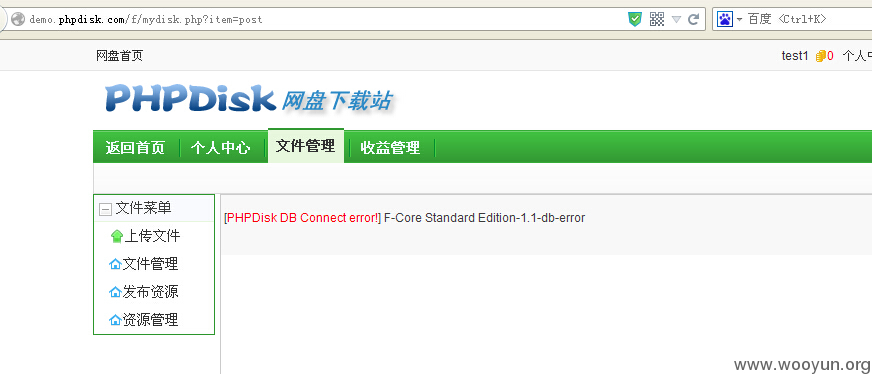 demo.phpdisk.com/f/mydisk.php?item=post
百度 <Ctrl+K>
网盘首页
test1 0 个人中
PHPDisk 网盘下载站
返回首页 个人中心 文件管理 收益管理
文件菜单
上传文件
文件管理
发布资源
资源管理
[PHPDisk DB Connect error!] F-Core Standard Edition-1.1-db-error
www.wooyun.org